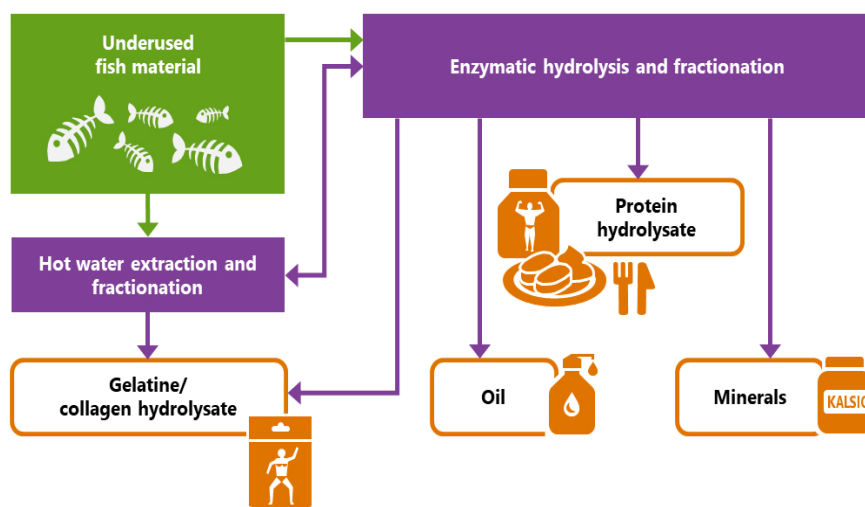 Underused
fish material
Enzymatic hydrolysis and fractionation
Protein
hydrolysate
Hot water extraction and
fractionation
Gelatine/
collagen hydrolysate
Oil
Minerals